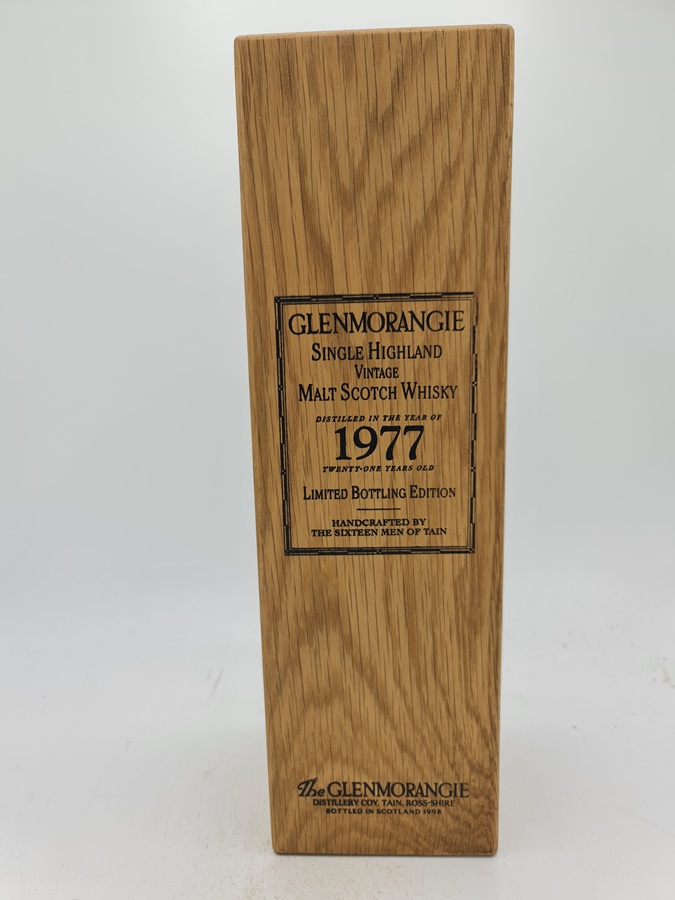 GLENMORANGIE
SINGLE HIGHLAND
VINTAGE
MALT SCOTCH WHISKY
DISTILLED IN THE YEAR OF
1977
TWENTY-ONE YEARS OLD
LIMITED BOTTLING EDITION
HANDCRAFTED BY
THE SIXTEEN MEN OF TAIN
The GLENMORANGIE
DISTILLERY COY, TAIN, ROSS-SHIRE
BOTTLED IN SCOTLAND 1998